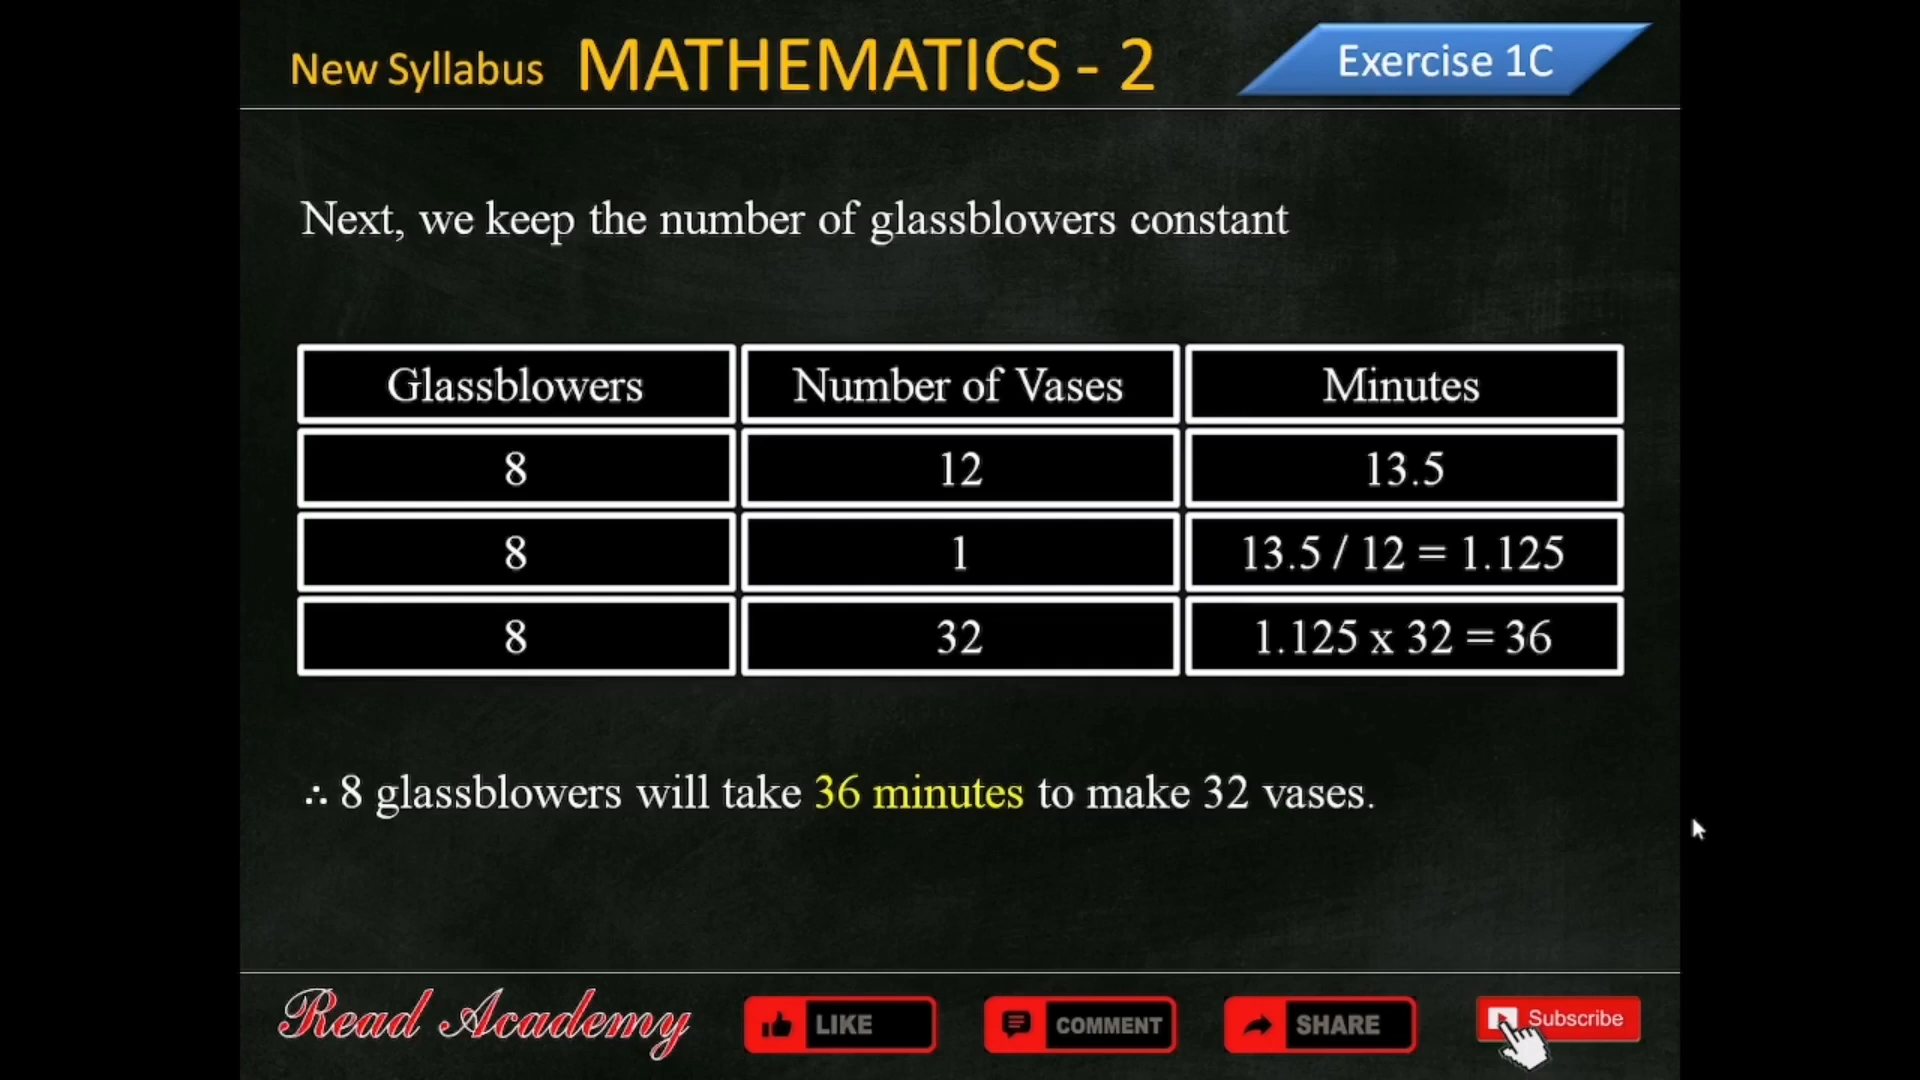 New Syllabus MATHEMATICS - 2 Exercise 1C
Next, we keep the number of glassblowers constant
Glassblowers Number of Vases Minutes
8 12 13.5
8 1 13.5 / 12 = 1.125
8 32 1.125 x 32 = 36
∴ 8 glassblowers will take 36 minutes to make 32 vases.
Read Academy LIKE COMMENT SHARE Subscribe